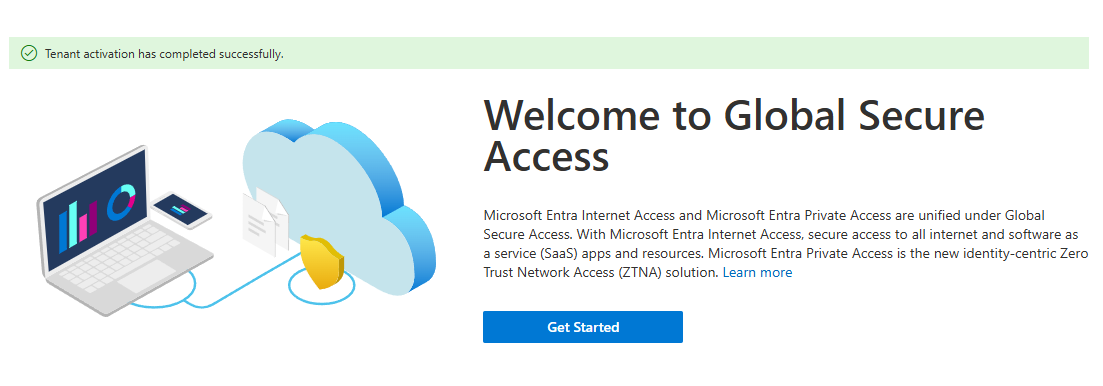 Tenant activation has completed successfully.
Welcome to Global Secure
Access
Microsoft Entra Internet Access and Microsoft Entra Private Access are unified under Global
Secure Access. With Microsoft Entra Internet Access, secure access to all internet and software as
a service (SaaS) apps and resources. Microsoft Entra Private Access is the new identity-centric Zero
Trust Network Access (ZTNA) solution. Learn more
Get Started